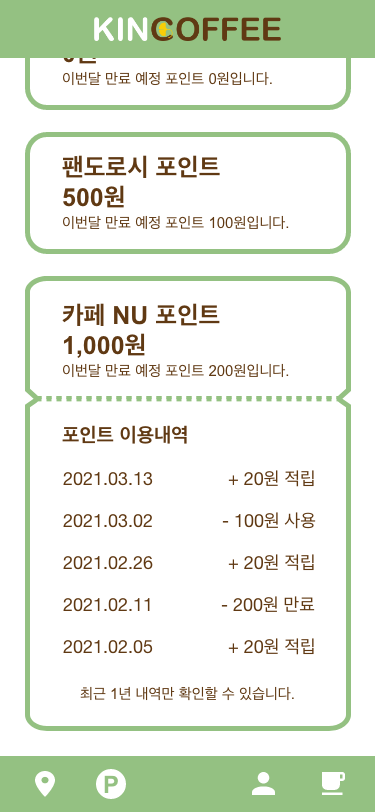 KINCOFFEE
0원
이번달 만료 예정 포인트 0원입니다.
팬도로시 포인트
500원
이번달 만료 예정 포인트 100원입니다.
카페 NU 포인트
1,000원
이번달 만료 예정 포인트 200원입니다.
포인트 이용내역
2021.03.13 + 20원 적립
2021.03.02 - 100원 사용
2021.02.26 + 20원 적립
2021.02.11 - 200원 만료
2021.02.05 + 20원 적립
최근 1년 내역만 확인할 수 있습니다.
P